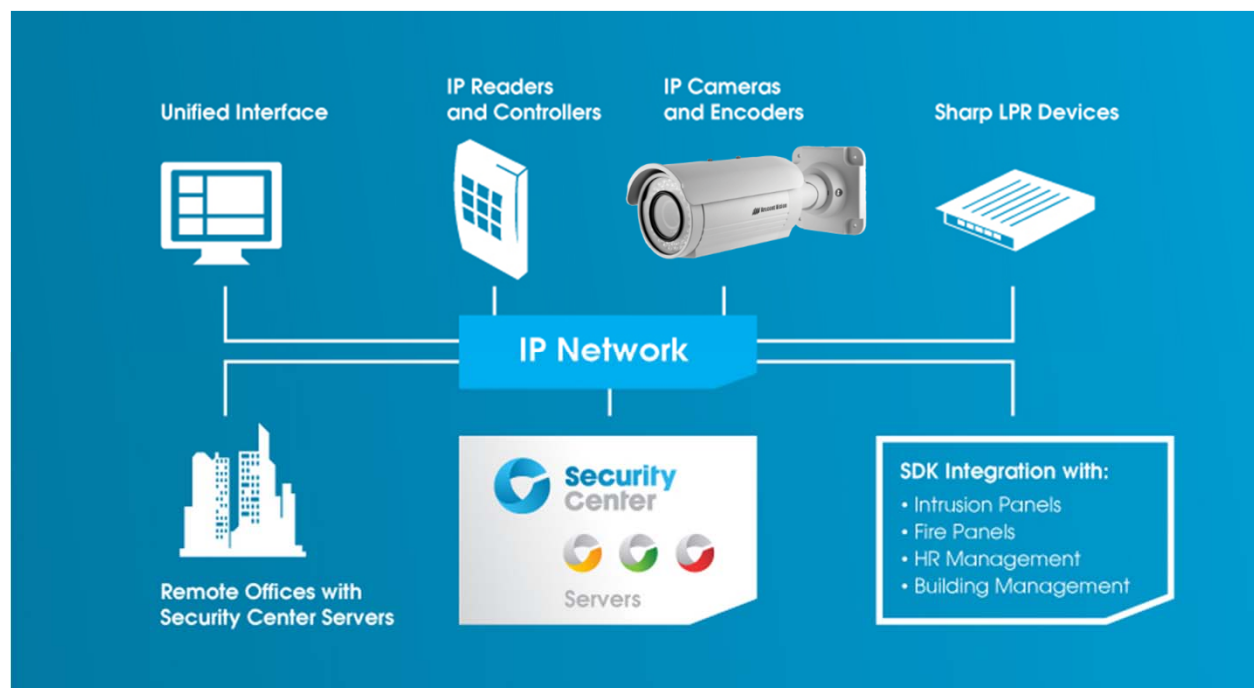 Unified Interface
IP Readers
and Controllers
IP Cameras
and Encoders
Sharp LPR Devices
IP Network
Remote Offices with
Security Center Servers
Security
Center
Servers
SDK Integration with:
• Intrusion Panels
• Fire Panels
• HR Management
• Building Management